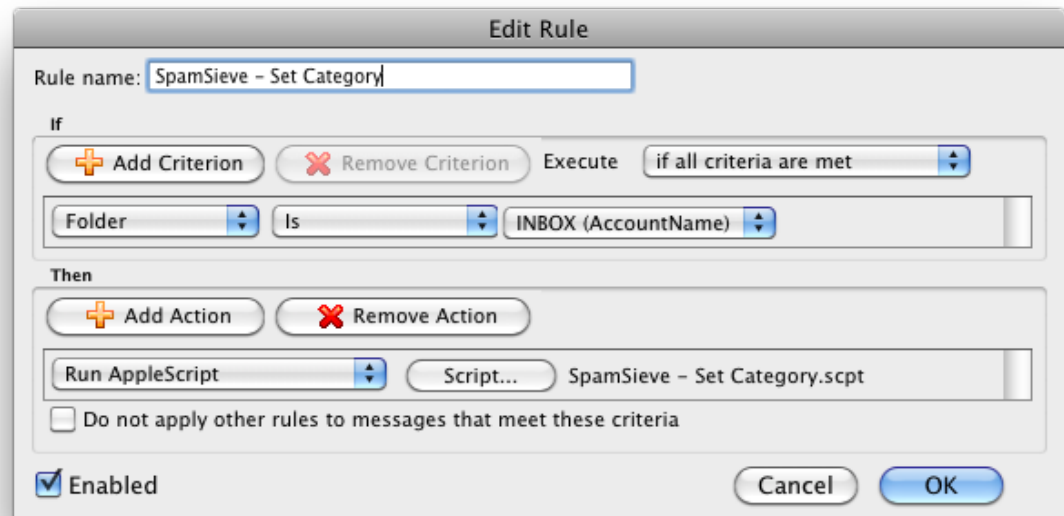 Edit Rule
Rule name: SpamSieve – Set Category
If
Add Criterion Remove Criterion Execute if all criteria are met
Folder Is INBOX (AccountName)
Then
Add Action Remove Action
Run AppleScript Script... SpamSieve – Set Category.scpt
Do not apply other rules to messages that meet these criteria
Enabled Cancel OK